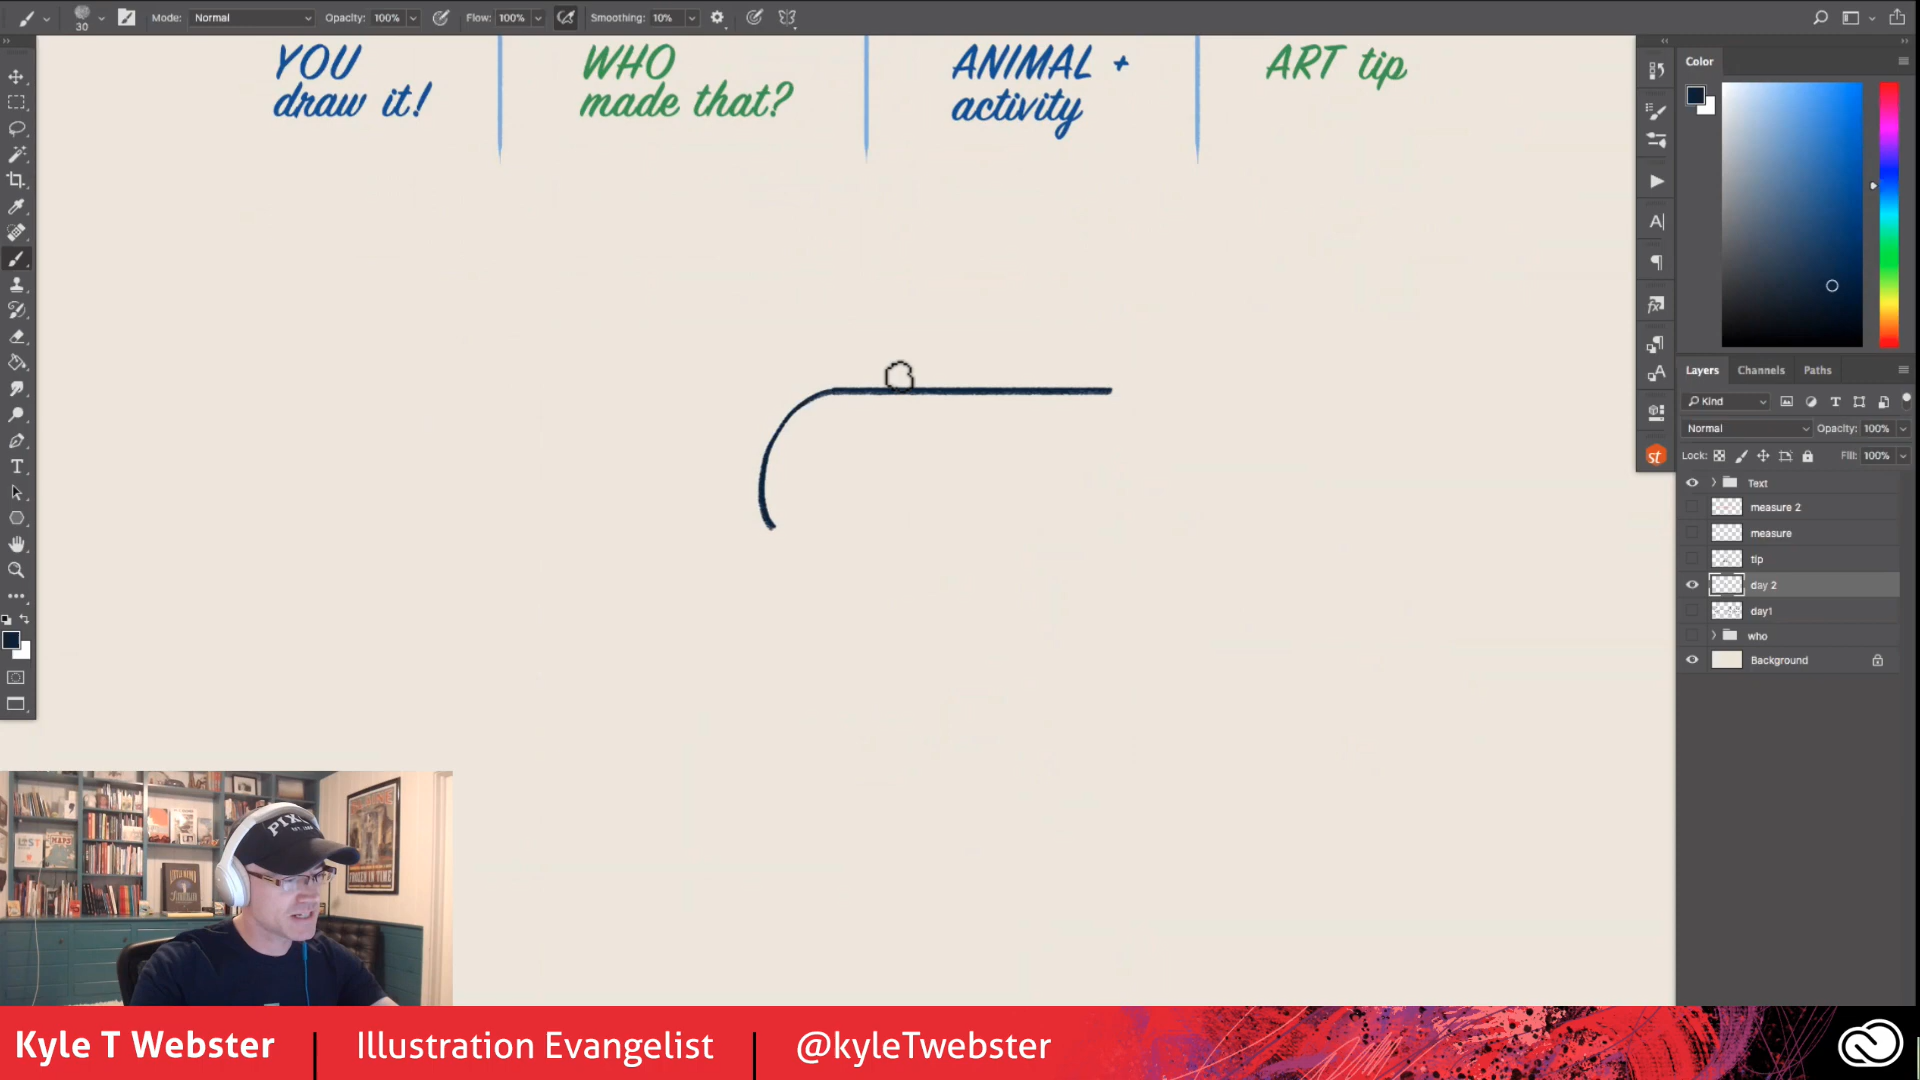 Mode: Normal Opacity: 100% Flow: 100% Smoothing: 10%
30
YOU
draw it!
WHO
made that?
ANIMAL +
activity
ART tip
Color
Layers Channels Paths
Kind
Normal Opacity: 100%
Lock: Fill: 100%
Text
measure 2
measure
tip
day 2
day1
who
Background
st
Kyle T Webster | Illustration Evangelist | @kyleTwebster